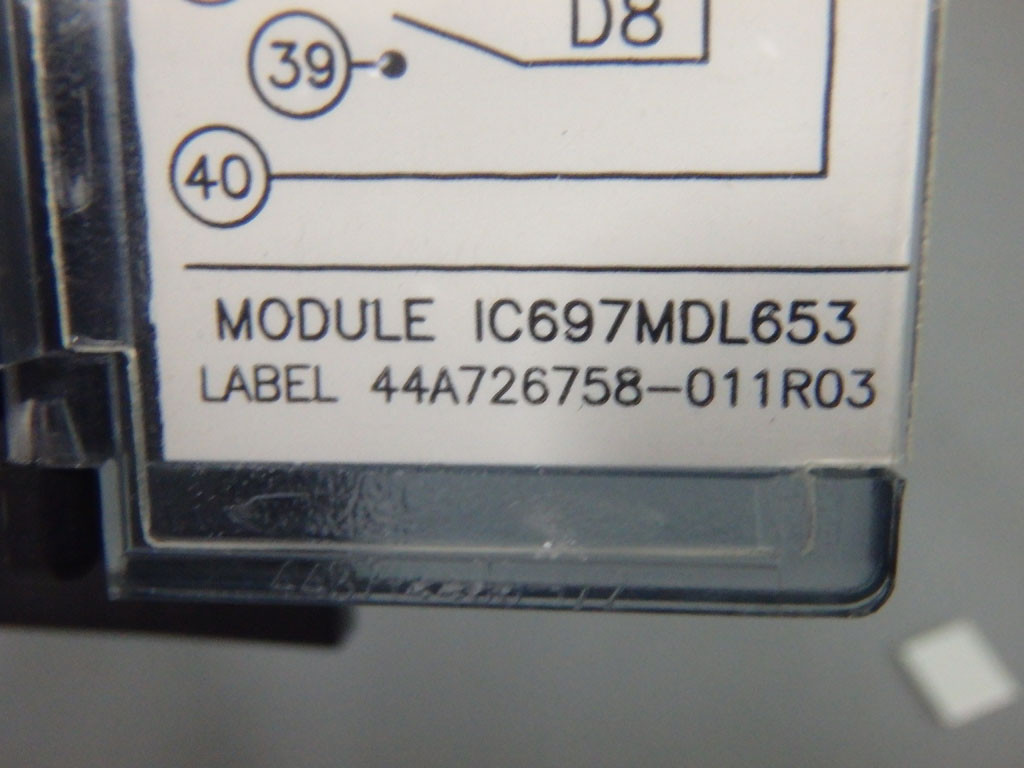 D8
39
40
MODULE IC697MDL653
LABEL 44A726758-011R03